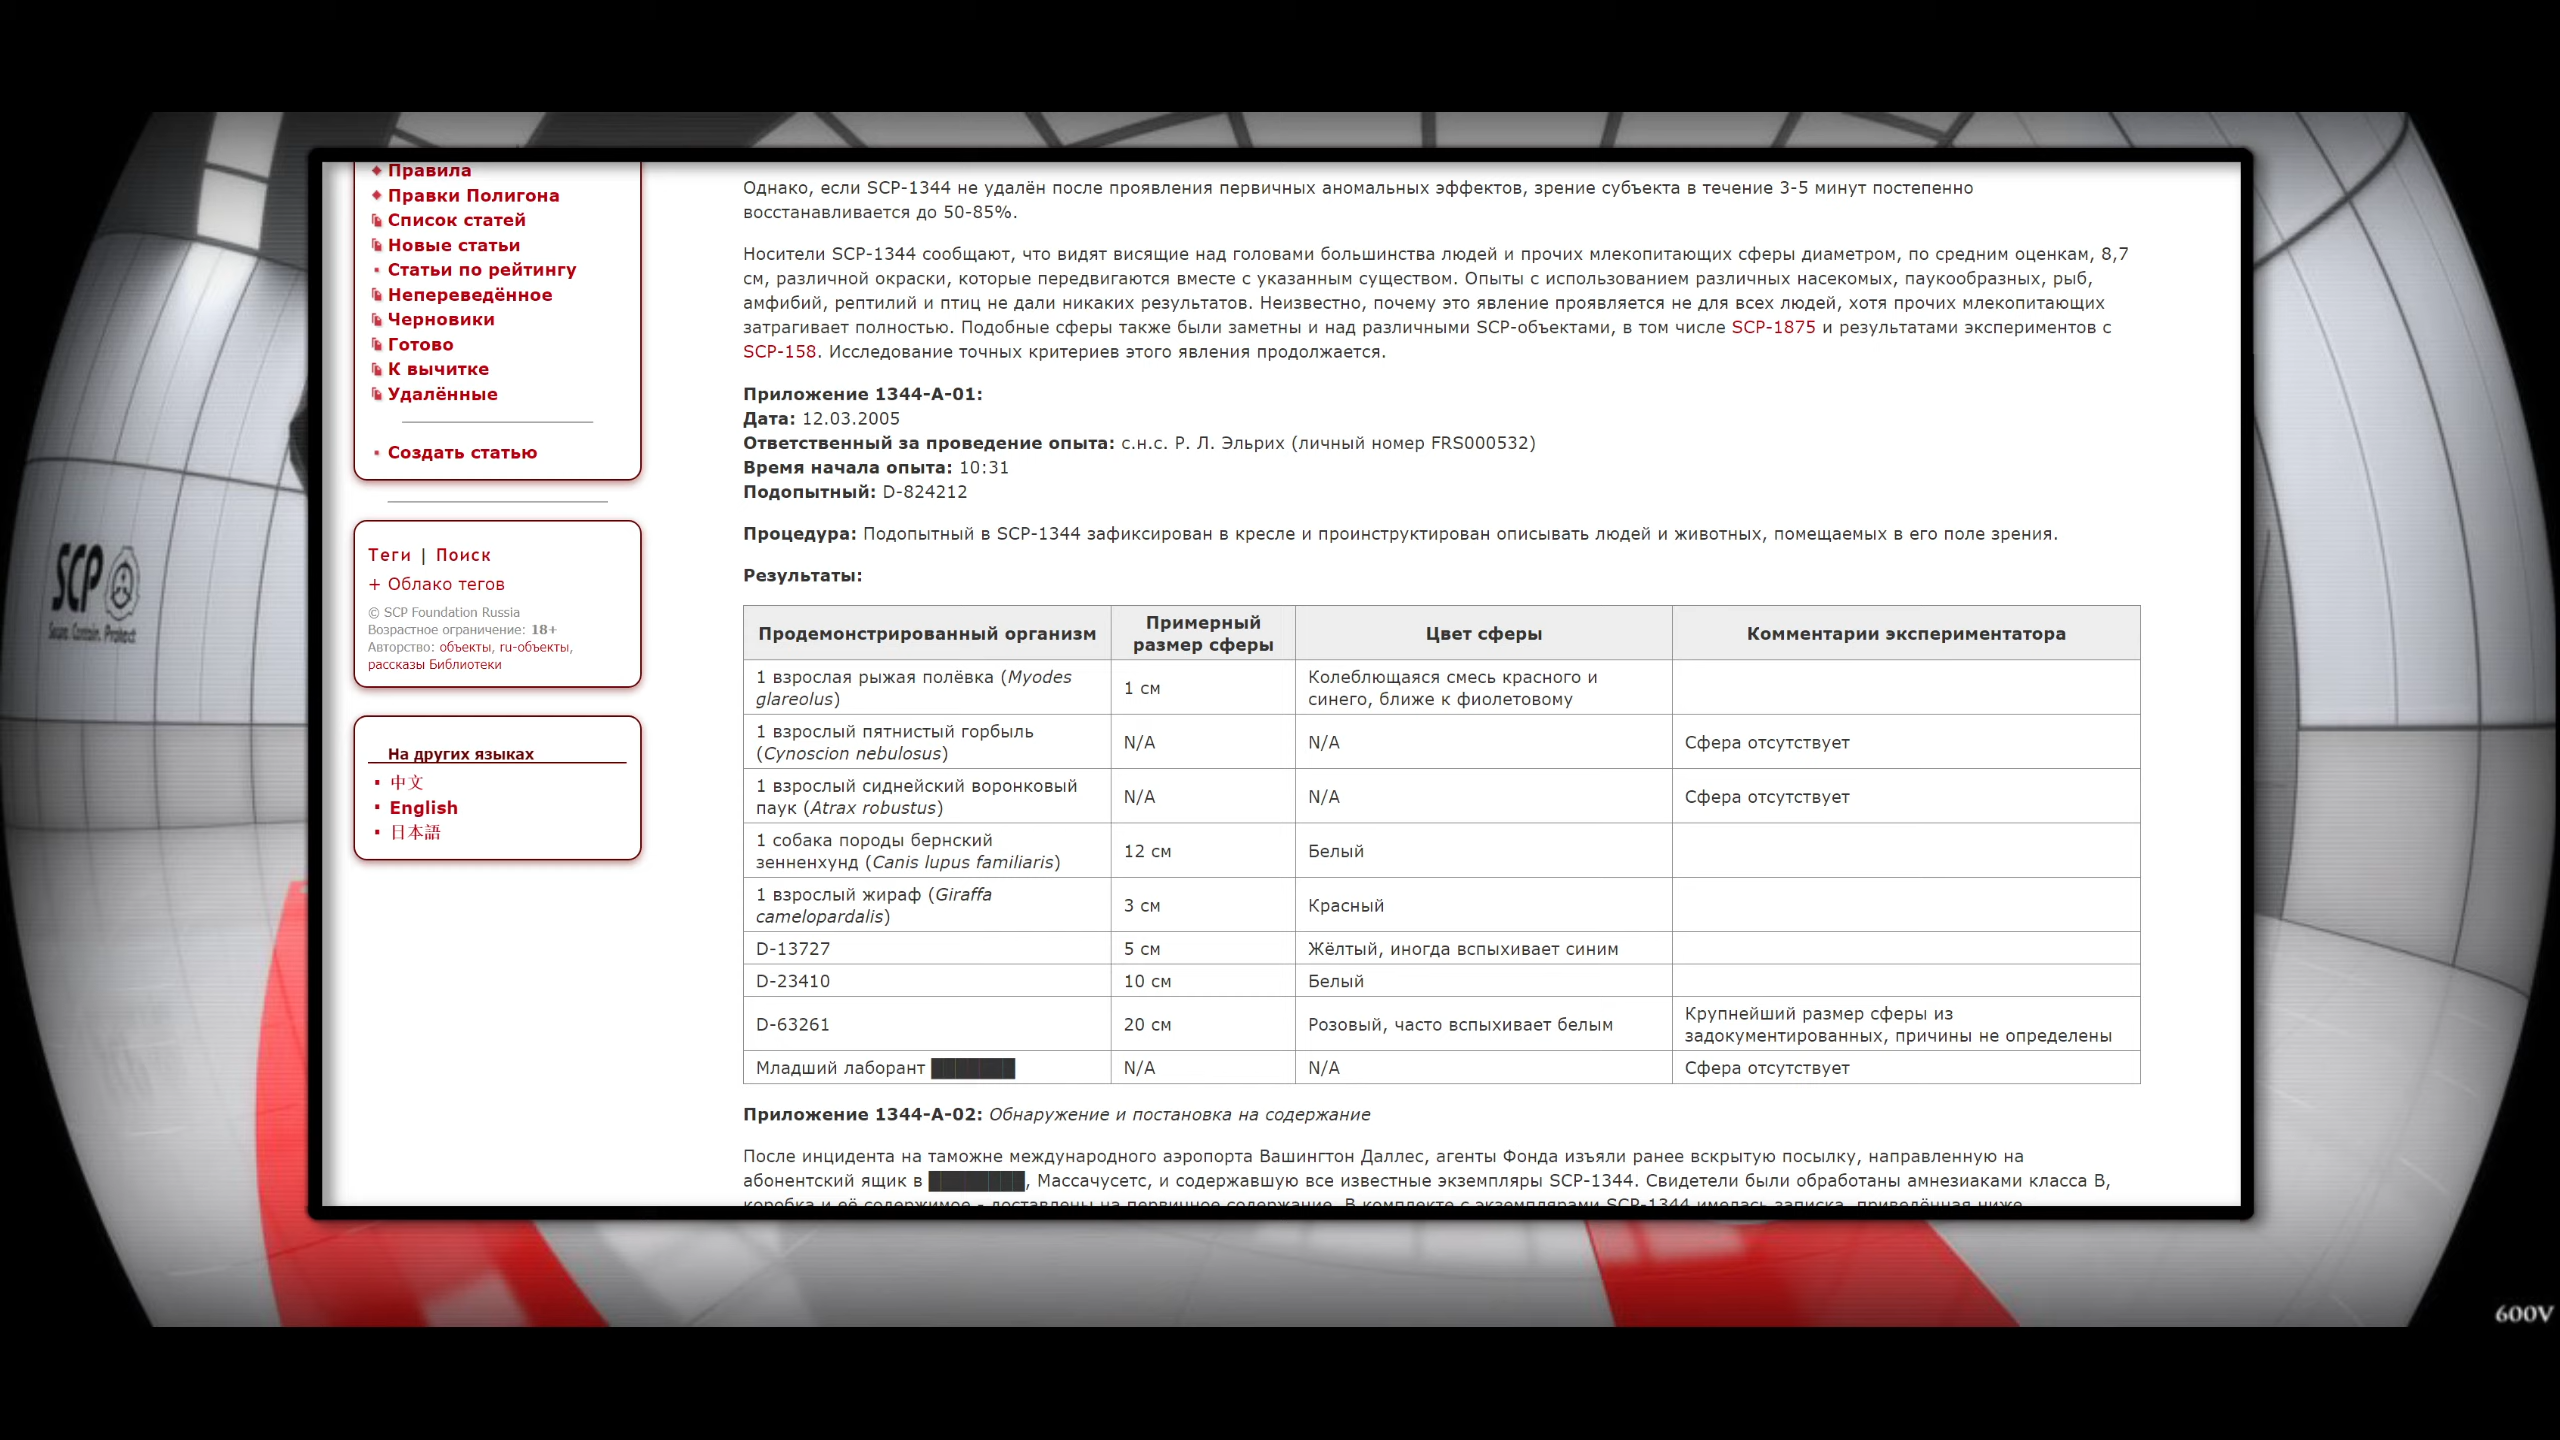 Правила
Правки Полигона
Список статей
Новые статьи
Статьи по рейтингу
Непереведённое
Черновики
Готово
К вычитке
Удалённые
Создать статью
Теги | Поиск
+ Облако тегов
© SCP Foundation Russia
Возрастное ограничение: 18+
Авторство: объекты, ru-объекты,
рассказы Библиотеки
На других языках
中文
English
日本語
SCP
Secure. Contain. Protect
Однако, если SCP-1344 не удалён после проявления первичных аномальных эффектов, зрение субъекта в течение 3-5 минут постепенно
восстанавливается до 50-85%.
Носители SCP-1344 сообщают, что видят висящие над головами большинства людей и прочих млекопитающих сферы диаметром, по средним оценкам, 8,7
см, различной окраски, которые передвигаются вместе с указанным существом. Опыты с использованием различных насекомых, паукообразных, рыб,
амфибий, рептилий и птиц не дали никаких результатов. Неизвестно, почему это явление проявляется не для всех людей, хотя прочих млекопитающих
затрагивает полностью. Подобные сферы также были заметны и над различными SCP-объектами, в том числе SCP-1875 и результатами экспериментов с
SCP-158. Исследование точных критериев этого явления продолжается.
Приложение 1344-А-01:
Дата: 12.03.2005
Ответственный за проведение опыта: с.н.с. Р. Л. Эльрих (личный номер FRS000532)
Время начала опыта: 10:31
Подопытный: D-824212
Процедура: Подопытный в SCP-1344 зафиксирован в кресле и проинструктирован описывать людей и животных, помещаемых в его поле зрения.
Результаты:
Продемонстрированный организм
Примерный
размер сферы
Цвет сферы
Комментарии экспериментатора
1 взрослая рыжая полёвка (Myodes
glareolus)
1 см
Колеблющаяся смесь красного и
синего, ближе к фиолетовому
1 взрослый пятнистый горбыль
(Cynoscion nebulosus)
N/A
N/A
Сфера отсутствует
1 взрослый сиднейский воронковый
паук (Atrax robustus)
N/A
N/A
Сфера отсутствует
1 собака породы бернский
зенненхунд (Canis lupus familiaris)
12 см
Белый
1 взрослый жираф (Giraffa
camelopardalis)
3 см
Красный
D-13727
5 см
Жёлтый, иногда вспыхивает синим
D-23410
10 см
Белый
D-63261
20 см
Розовый, часто вспыхивает белым
Крупнейший размер сферы из
задокументированных, причины не определены
Младший лаборант ███████
N/A
N/A
Сфера отсутствует
Приложение 1344-А-02: Обнаружение и постановка на содержание
После инцидента на таможне международного аэропорта Вашингтон Даллес, агенты Фонда изъяли ранее вскрытую посылку, направленную на
абонентский ящик в ████████, Массачусетс, и содержавшую все известные экземпляры SCP-1344. Свидетели были обработаны амнезиаками класса B,
коробка и её содержимое - доставлены на первичное содержание. В комплекте с экземплярами SCP-1344 имелась записка, приведённая ниже.
600V